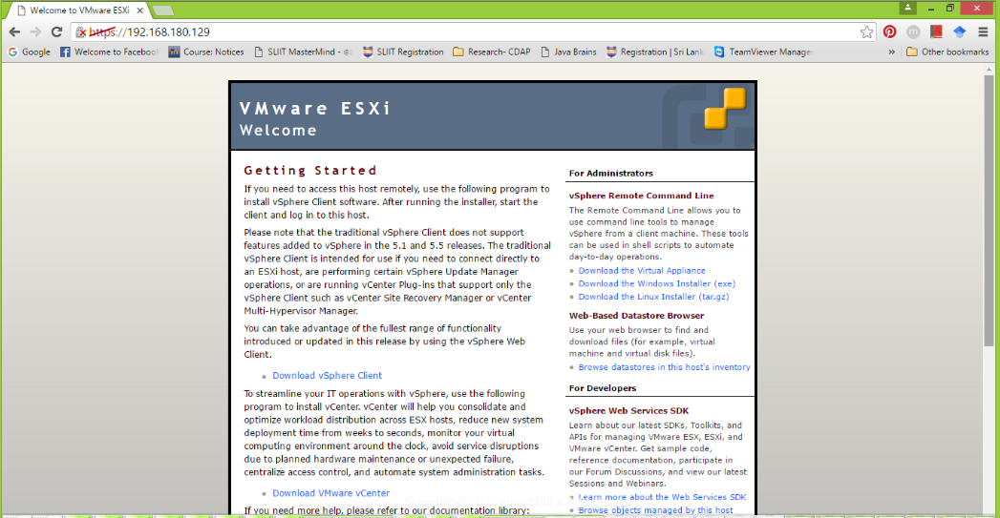 Welcome to VMware ESXi
https://192.168.180.129
Google
Welcome to Facebook
Course: Notices
SLIIT MasterMind -
SLIIT Registration
Research- CDAP
Java Brains
Registration | Sri Lank
TeamViewer Manage
»
Other bookmarks
VMware ESXi
Welcome
Getting Started
If you need to access this host remotely, use the following program to
install vSphere Client software. After running the installer, start the
client and log in to this host.
Please note that the traditional vSphere Client does not support
features added to vSphere in the 5.1 and 5.5 releases. The traditional
vSphere Client is intended for use if you need to connect directly to
an ESXi host, are performing certain vSphere Update Manager
operations, or are running vCenter Plug-ins that support only the
vSphere Client such as vCenter Site Recovery Manager or vCenter
Multi-Hypervisor Manager.
You can take advantage of the fullest range of functionality
introduced or updated in this release by using the vSphere Web
Client.
Download vSphere Client
To streamline your IT operations with vSphere, use the following
program to install vCenter. vCenter will help you consolidate and
optimize workload distribution across ESX hosts, reduce new system
deployment time from weeks to seconds, monitor your virtual
computing environment around the clock, avoid service disruptions
due to planned hardware maintenance or unexpected failure,
centralize access control, and automate system administration tasks.
Download VMware vCenter
If you need more help, please refer to our documentation library:
For Administrators
vSphere Remote Command Line
The Remote Command Line allows you to
use command line tools to manage
vSphere from a client machine. These tools
can be used in shell scripts to automate
day-to-day operations.
Download the Virtual Appliance
Download the Windows Installer (exe)
Download the Linux Installer (tar.gz)
Web-Based Datastore Browser
Use your web browser to find and
download files (for example, virtual
machine and virtual disk files).
Browse datastores in this host's inventory
For Developers
vSphere Web Services SDK
Learn about our latest SDKs, Toolkits, and
APIs for managing VMware ESX, ESXi, and
VMware vCenter. Get sample code,
reference documentation, participate in
our Forum Discussions, and view our latest
Sessions and Webinars.
Learn more about the Web Services SDK
Browse objects managed by this host